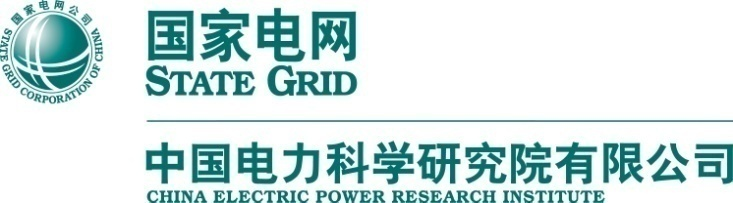 国家电网公司
STATE GRID CORPORATION OF CHINA
国家电网
STATE GRID
中国电力科学研究院有限公司
CHINA ELECTRIC POWER RESEARCH INSTITUTE